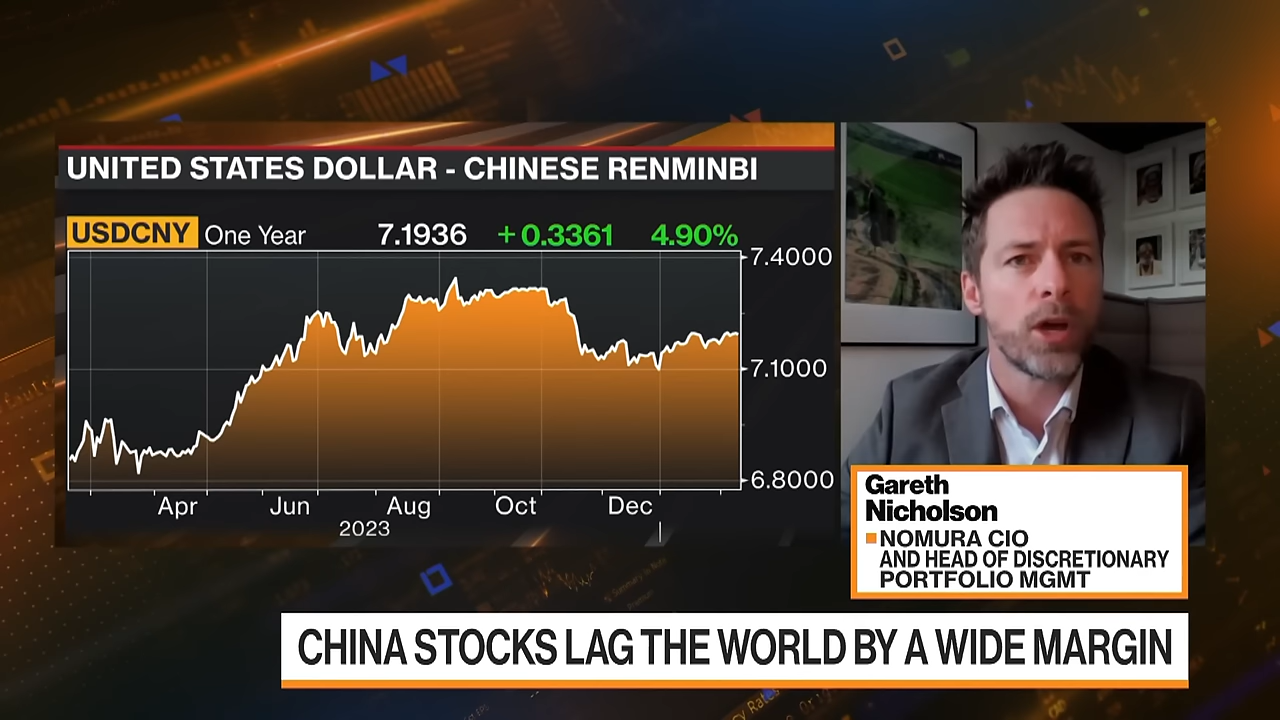 UNITED STATES DOLLAR - CHINESE RENMINBI
USDCNY One Year 7.1936 +0.3361 4.90%
7.4000
7.1000
6.8000
Apr Jun Aug Oct Dec
2023
Gareth
Nicholson
NOMURA CIO
AND HEAD OF DISCRETIONARY
PORTFOLIO MGMT
CHINA STOCKS LAG THE WORLD BY A WIDE MARGIN